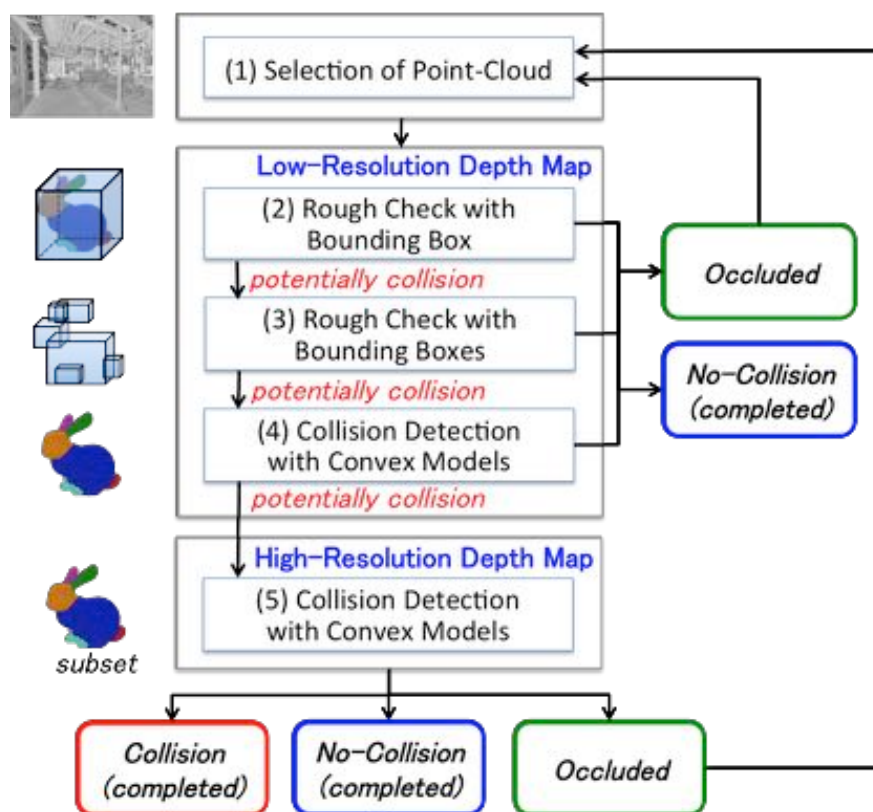 (1) Selection of Point-Cloud
Low-Resolution Depth Map
(2) Rough Check with
Bounding Box
potentially collision
(3) Rough Check with
Bounding Boxes
potentially collision
(4) Collision Detection
with Convex Models
potentially collision
Occluded
No-Collision
(completed)
High-Resolution Depth Map
(5) Collision Detection
with Convex Models
subset
Collision
(completed)
No-Collision
(completed)
Occluded